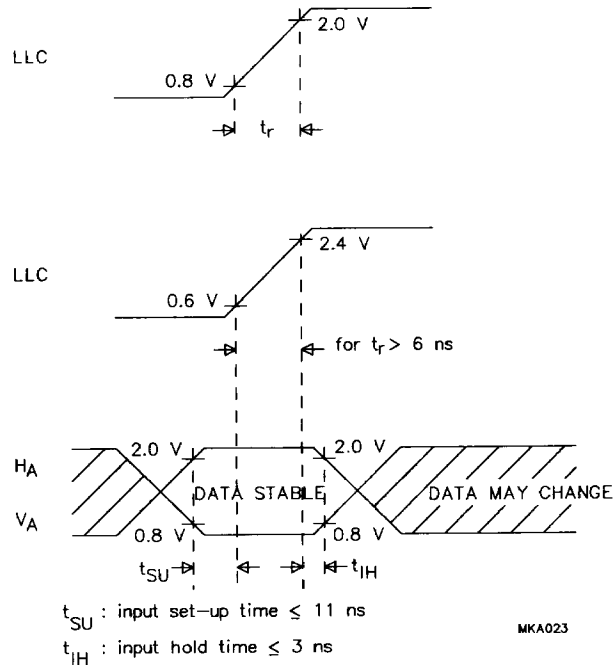 LLC
2.0 V
0.8 V
t_r
LLC
2.4 V
0.6 V
for t_r > 6 ns
H_A
2.0 V
2.0 V
DATA STABLE
DATA MAY CHANGE
V_A
0.8 V
0.8 V
t_SU
t_IH
t_SU : input set-up time ≤ 11 ns
MKA023
t_IH : input hold time ≤ 3 ns